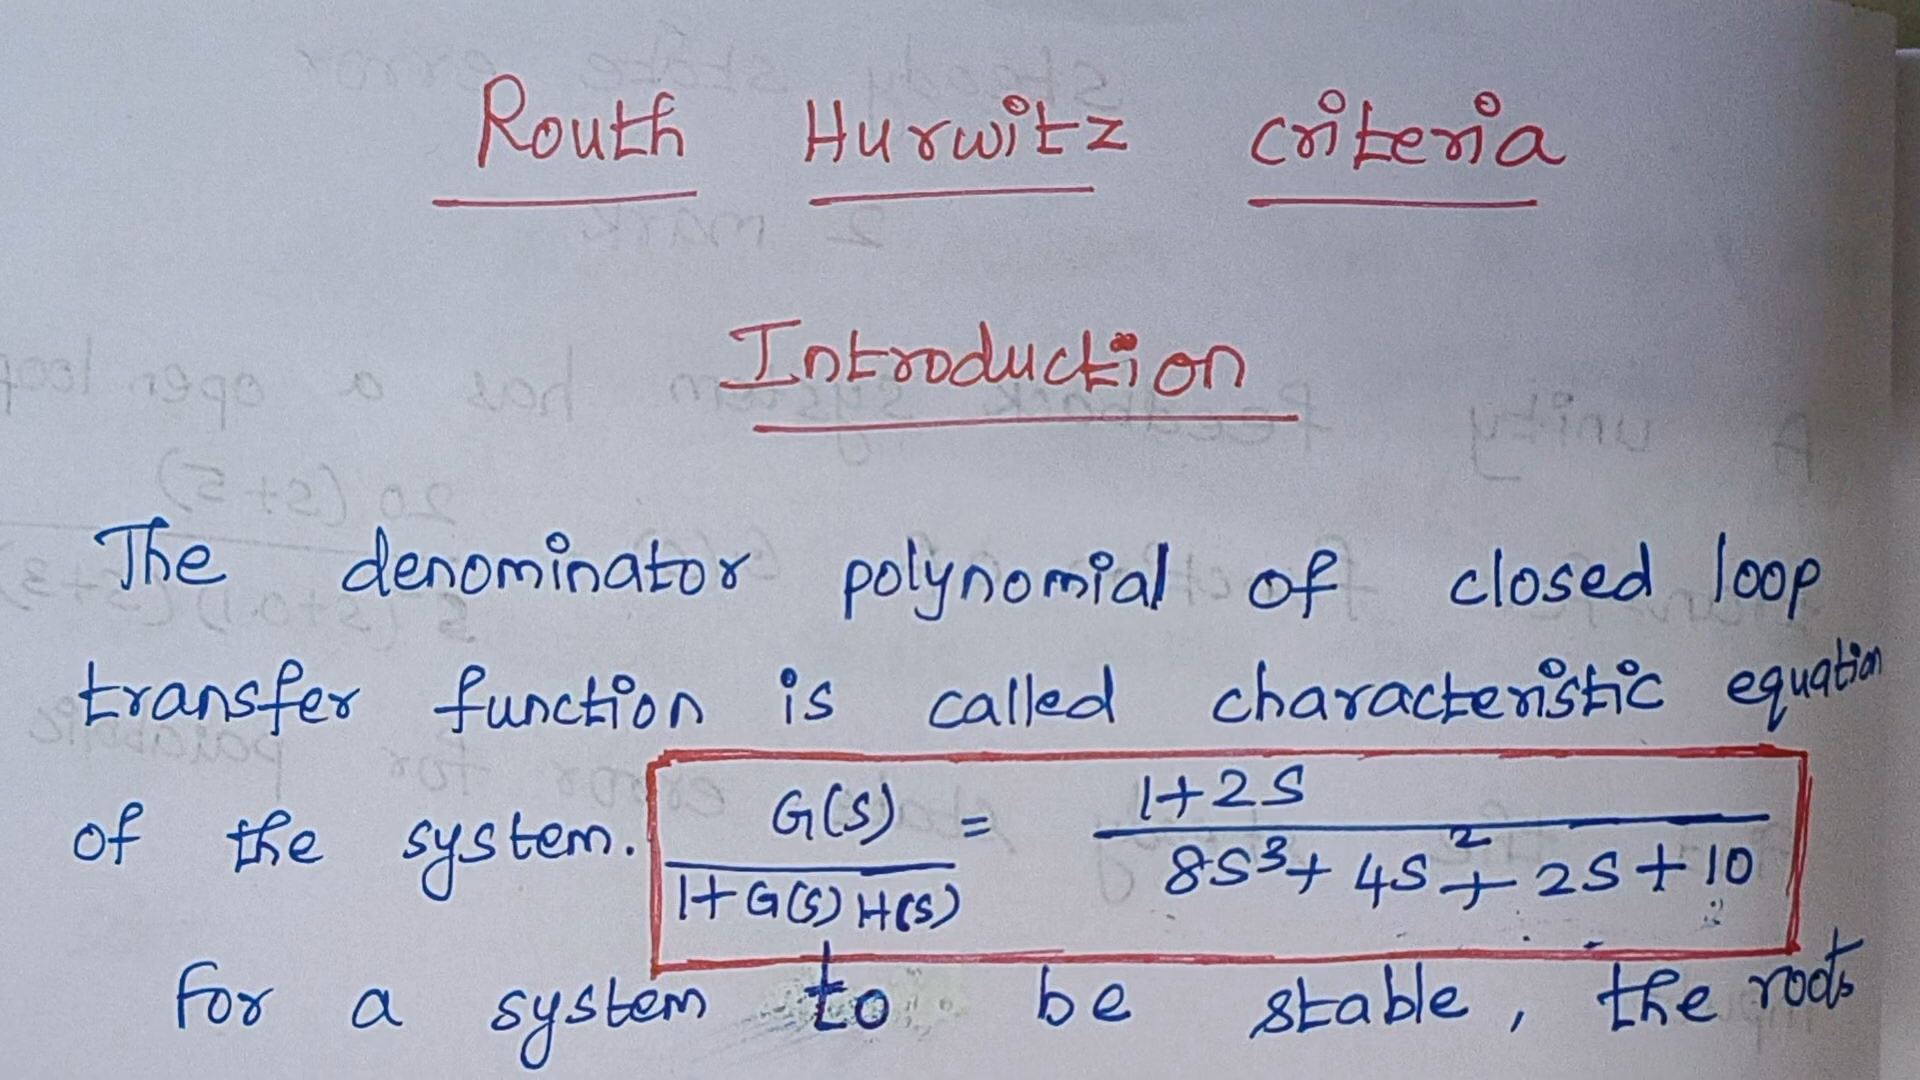 Routh Hurwitz criteria
Introduction
The denominator polynomial of closed loop
transfer function is called characteristic equation
of the system. G(S) / 1+G(S)H(S) = 1+2S / 8S³+4S²+2S+10
For a system to be stable, the roots